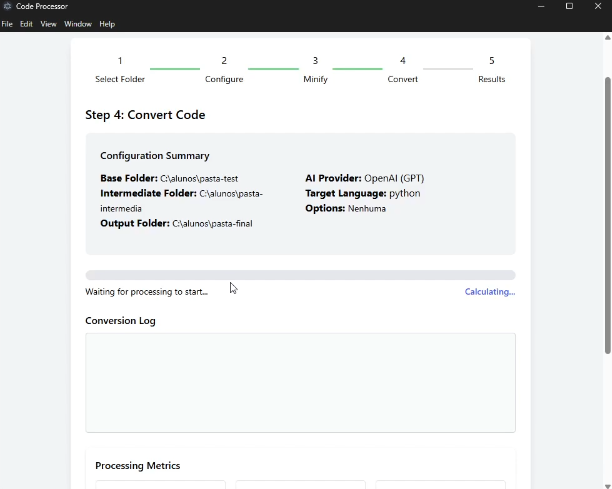 Code Processor
File Edit View Window Help
1 2 3 4 5
Select Folder Configure Minify Convert Results
Step 4: Convert Code
Configuration Summary
Base Folder: C:\alunos\pasta-test
Intermediate Folder: C:\alunos\pasta-
intermedia
Output Folder: C:\alunos\pasta-final
AI Provider: OpenAI (GPT)
Target Language: python
Options: Nenhuma
Waiting for processing to start...
Calculating...
Conversion Log
Processing Metrics